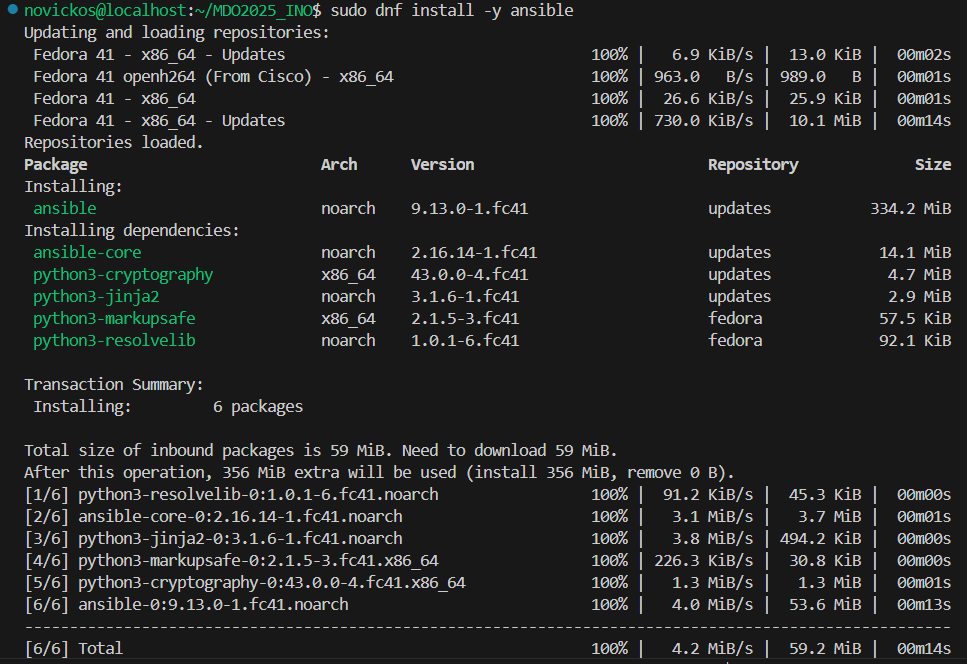 novickos@localhost:~/MDO2025_INO$ sudo dnf install -y ansible
Updating and loading repositories:
 Fedora 41 - x86_64 - Updates                                  100% |   6.9 KiB/s |  13.0 KiB |  00m02s
 Fedora 41 openh264 (From Cisco) - x86_64                      100% | 963.0   B/s | 989.0   B |  00m01s
 Fedora 41 - x86_64                                            100% |  26.6 KiB/s |  25.9 KiB |  00m01s
 Fedora 41 - x86_64 - Updates                                  100% | 730.0 KiB/s |  10.1 MiB |  00m14s
Repositories loaded.
Package                          Arch      Version                          Repository             Size
Installing:
 ansible                         noarch    9.13.0-1.fc41                    updates           334.2 MiB
Installing dependencies:
 ansible-core                    noarch    2.16.14-1.fc41                   updates            14.1 MiB
 python3-cryptography            x86_64    43.0.0-4.fc41                    updates             4.7 MiB
 python3-jinja2                  noarch    3.1.6-1.fc41                     updates             2.9 MiB
 python3-markupsafe              x86_64    2.1.5-3.fc41                     fedora             57.5 KiB
 python3-resolvelib              noarch    1.0.1-6.fc41                     fedora             92.1 KiB
Transaction Summary:
 Installing:         6 packages
Total size of inbound packages is 59 MiB. Need to download 59 MiB.
After this operation, 356 MiB extra will be used (install 356 MiB, remove 0 B).
[1/6] python3-resolvelib-0:1.0.1-6.fc41.noarch                 100% |  91.2 KiB/s |  45.3 KiB |  00m00s
[2/6] ansible-core-0:2.16.14-1.fc41.noarch                     100% |   3.1 MiB/s |   3.7 MiB |  00m01s
[3/6] python3-jinja2-0:3.1.6-1.fc41.noarch                     100% |   3.8 MiB/s | 494.2 KiB |  00m00s
[4/6] python3-markupsafe-0:2.1.5-3.fc41.x86_64                 100% | 226.3 KiB/s |  30.8 KiB |  00m00s
[5/6] python3-cryptography-0:43.0.0-4.fc41.x86_64              100% |   1.3 MiB/s |   1.3 MiB |  00m01s
[6/6] ansible-0:9.13.0-1.fc41.noarch                           100% |   4.0 MiB/s |  53.6 MiB |  00m13s
-------------------------------------------------------------------------------------------------------
[6/6] Total                                                    100% |   4.2 MiB/s |  59.2 MiB |  00m14s